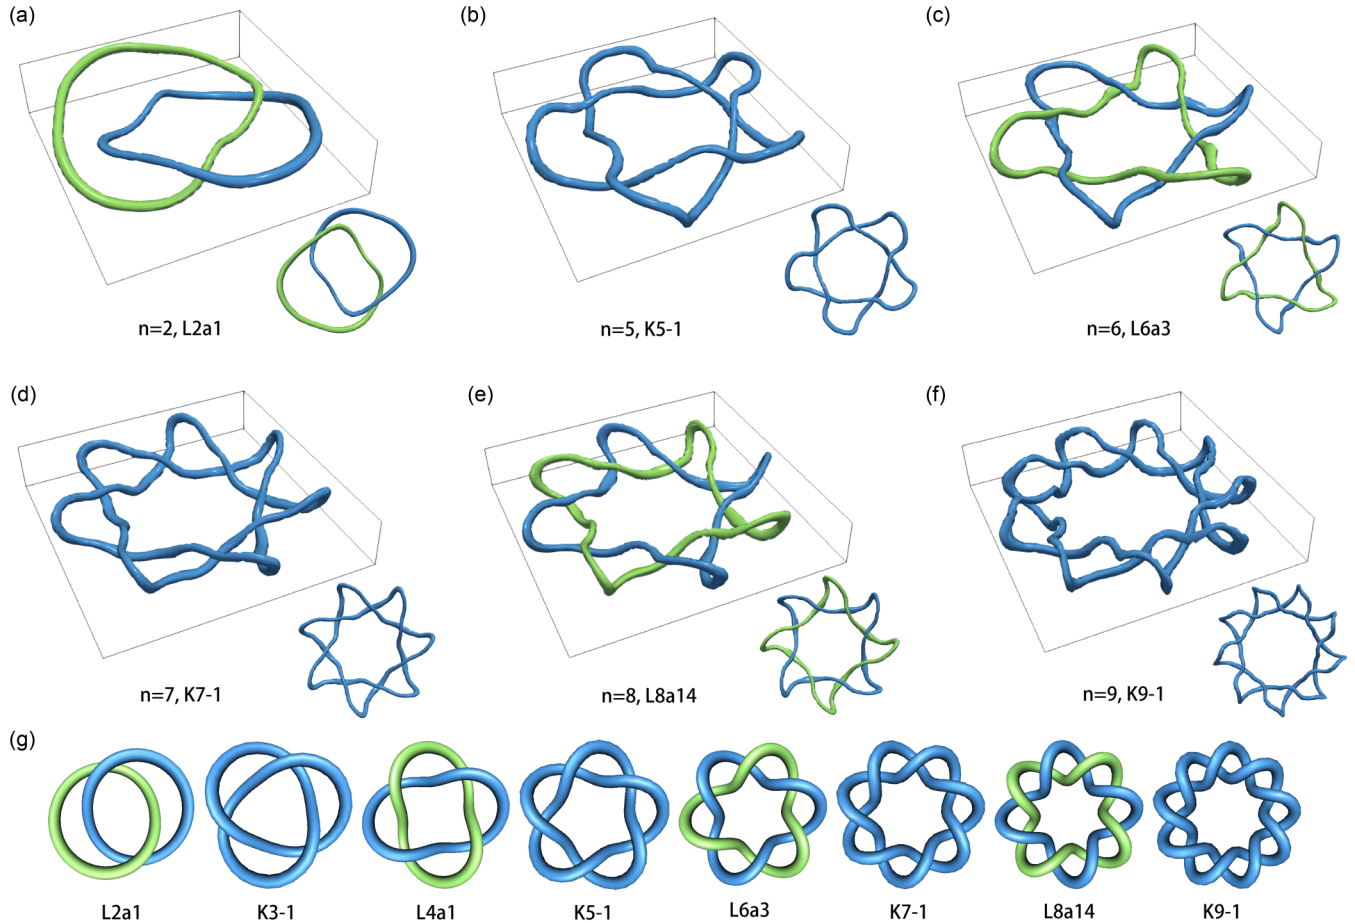 (a)
(b)
(c)
n=2, L2a1
n=5, K5-1
n=6, L6a3
(d)
(e)
(f)
n=7, K7-1
n=8, L8a14
n=9, K9-1
(g)
L2a1 K3-1 L4a1 K5-1 L6a3 K7-1 L8a14 K9-1